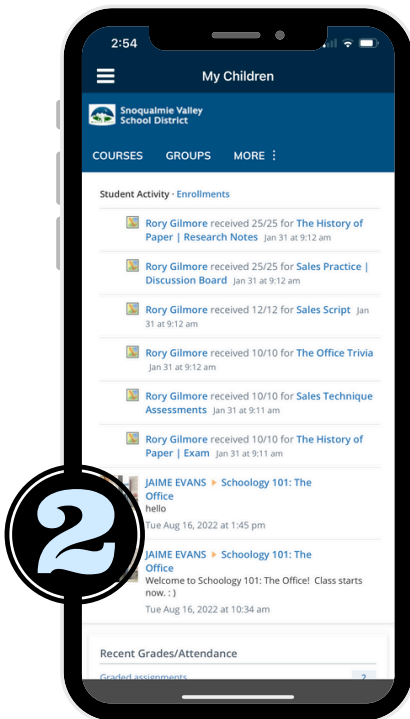 2:54
My Children
Snoqualmie Valley
School District
COURSES GROUPS MORE ⋮
Student Activity · Enrollments
Rory Gilmore received 25/25 for The History of
Paper | Research Notes Jan 31 at 9:12 am
Rory Gilmore received 25/25 for Sales Practice |
Discussion Board Jan 31 at 9:12 am
Rory Gilmore received 12/12 for Sales Script Jan
31 at 9:12 am
Rory Gilmore received 10/10 for The Office Trivia
Jan 31 at 9:12 am
Rory Gilmore received 10/10 for Sales Technique
Assessments Jan 31 at 9:11 am
Rory Gilmore received 10/10 for The History of
Paper | Exam Jan 31 at 9:11 am
JAIME EVANS ▸ Schoology 101: The
Office
hello
Tue Aug 16, 2022 at 1:45 pm
2
JAIME EVANS ▸ Schoology 101: The
Office
Welcome to Schoology 101: The Office! Class starts
now. : )
Tue Aug 16, 2022 at 10:34 am
Recent Grades/Attendance
Graded assignments 2